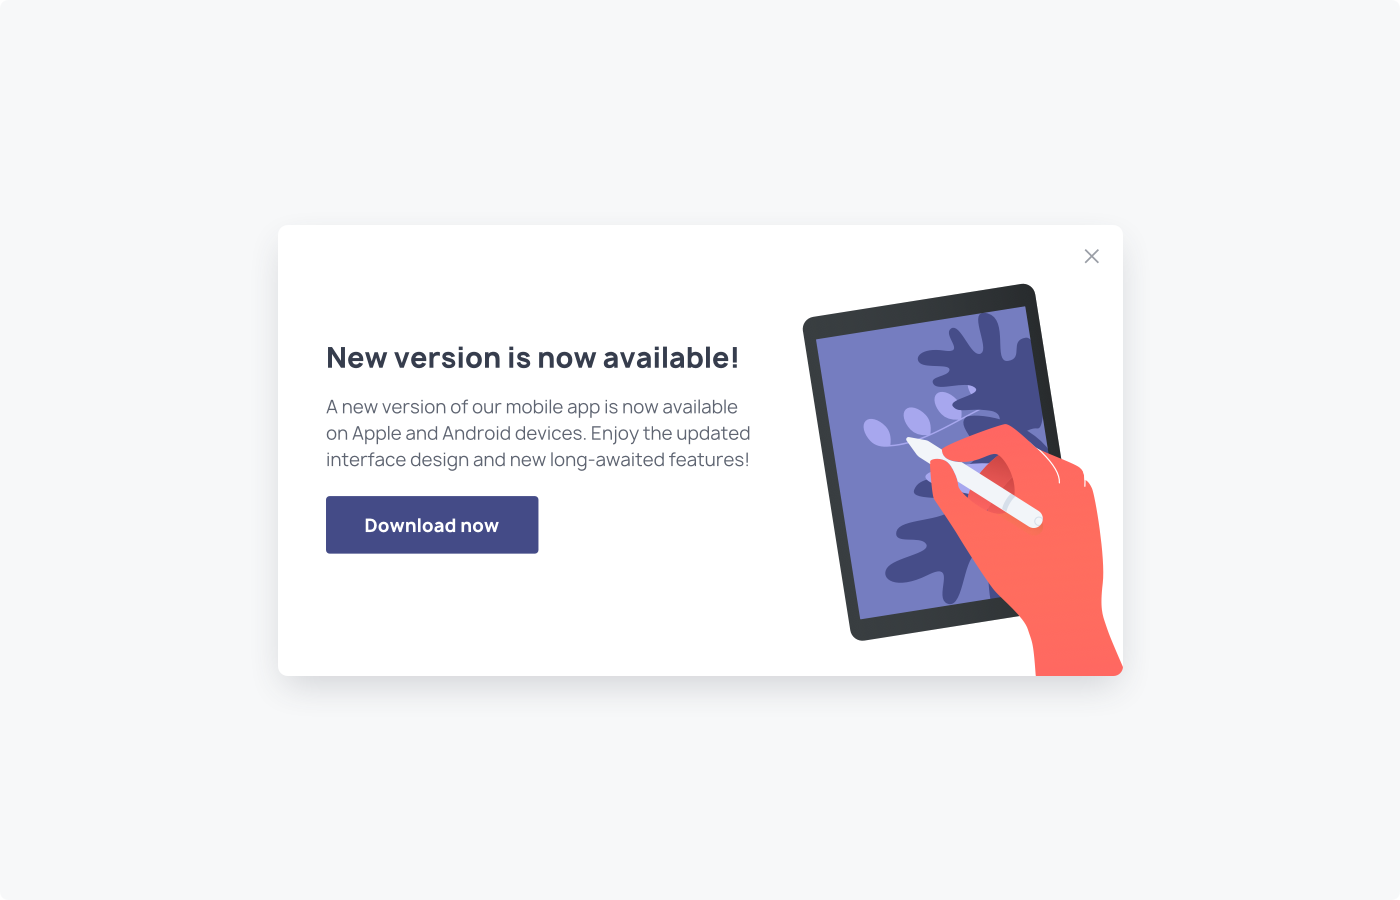 New version is now available!
A new version of our mobile app is now available
on Apple and Android devices. Enjoy the updated
interface design and new long-awaited features!
Download now